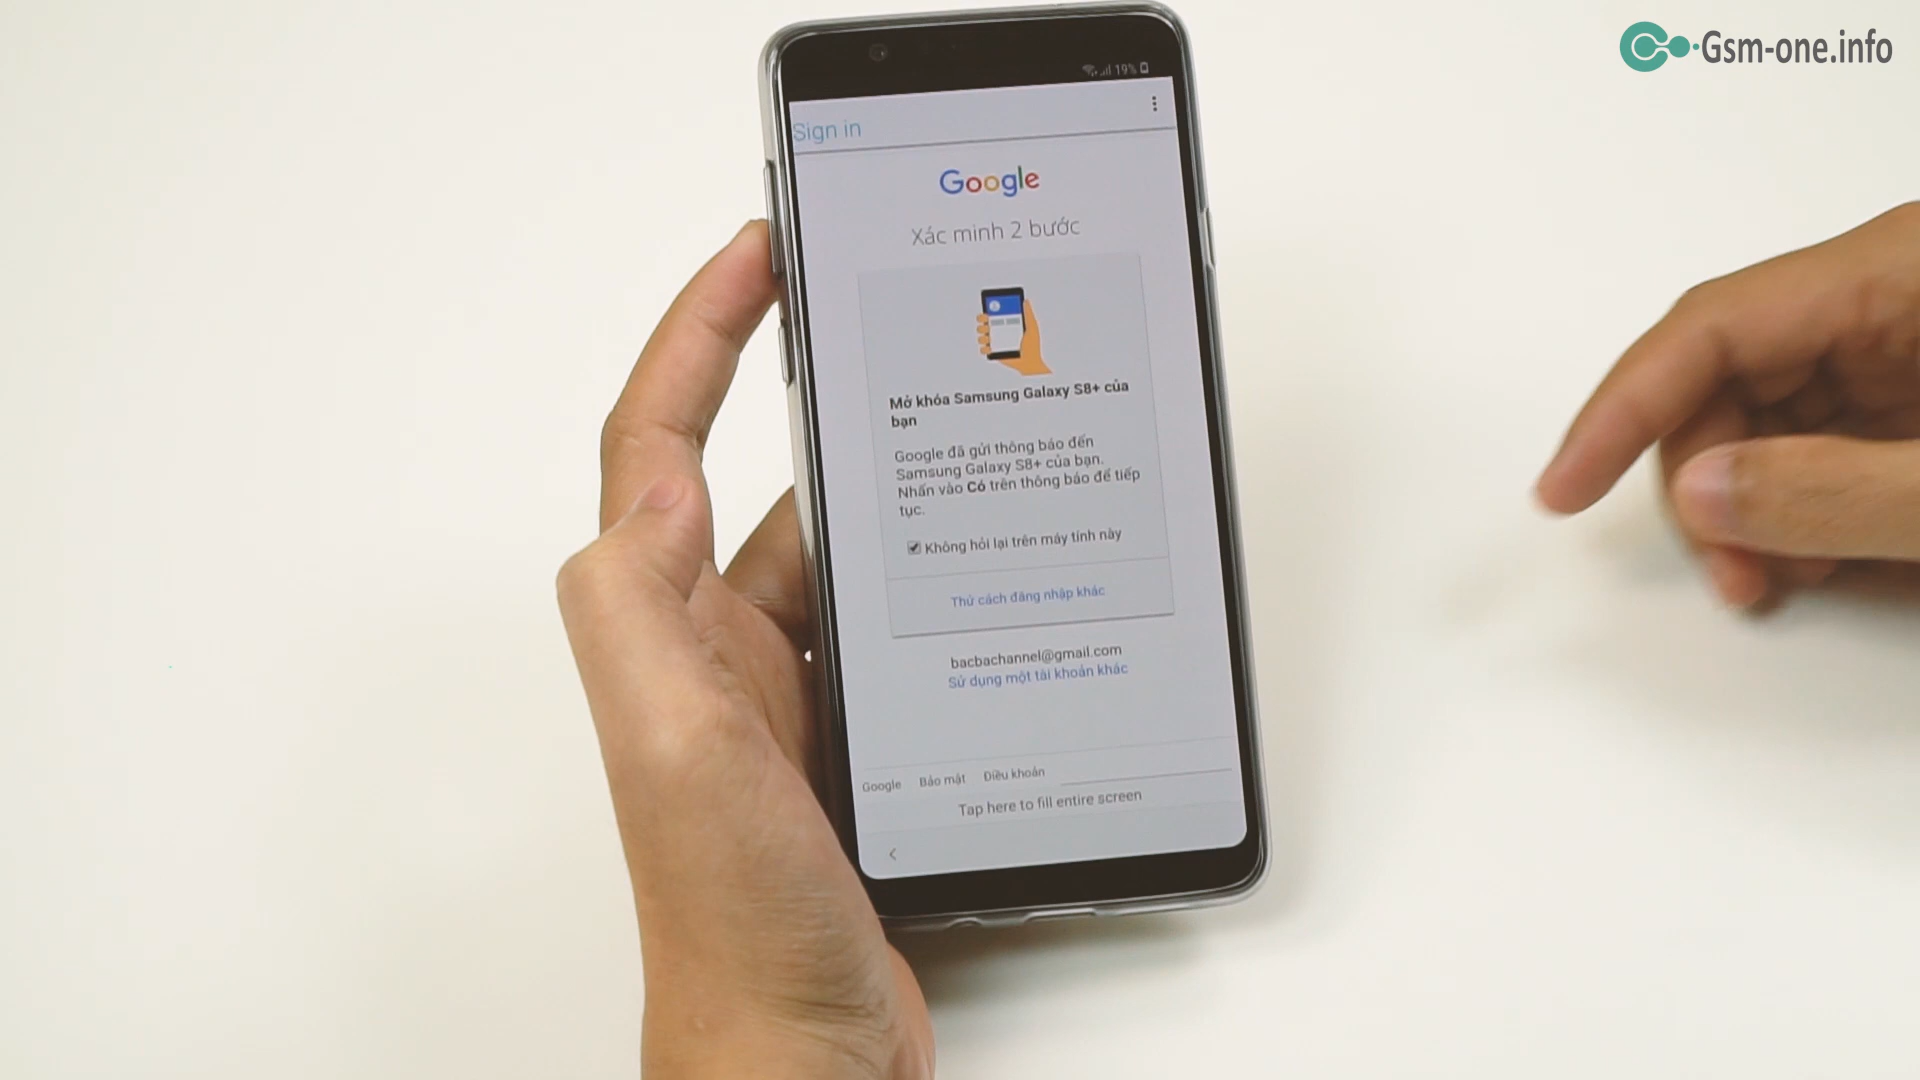 Gsm-one.info
19%
Sign in
Google
Xác minh 2 bước
Mở khóa Samsung Galaxy S8+ của
bạn
Google đã gửi thông báo đến
Samsung Galaxy S8+ của bạn.
Nhấn vào Có trên thông báo để tiếp
tục.
Không hỏi lại trên máy tính này
Thử cách đăng nhập khác
bacbachannel@gmail.com
Sử dụng một tài khoản khác
Google Bảo mật Điều khoản
Tap here to fill entire screen